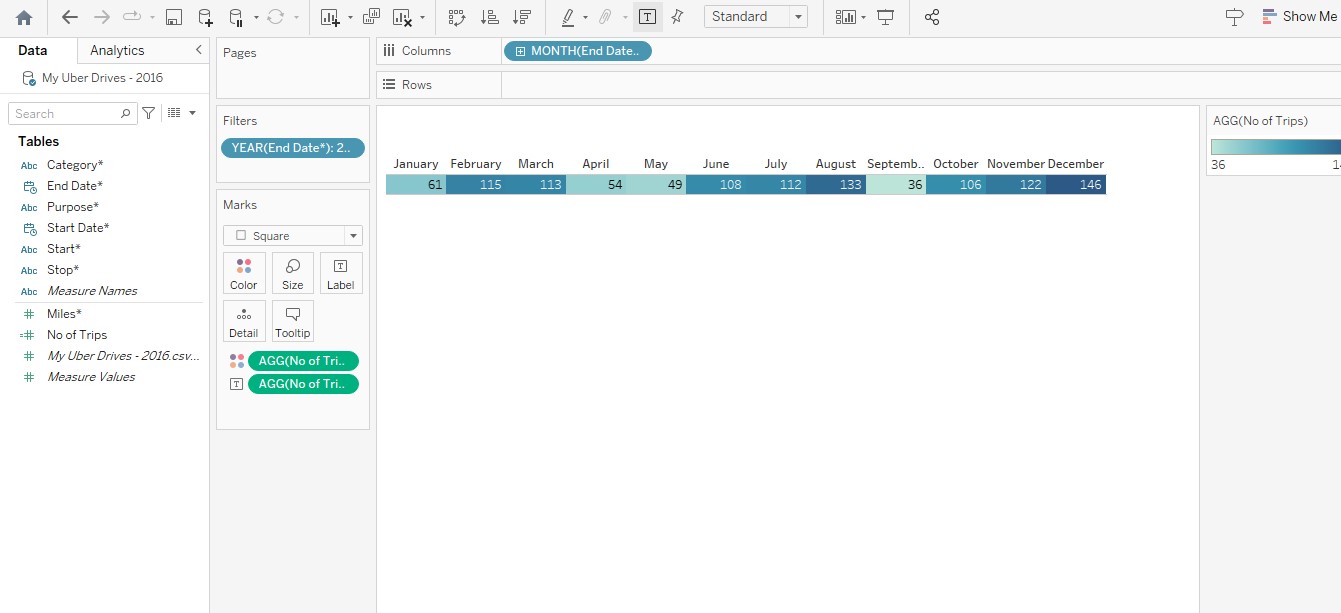 Standard
Show Me
Data
Analytics
My Uber Drives - 2016
Search
Tables
Abc Category*
End Date*
Abc Purpose*
Start Date*
Abc Start*
Abc Stop*
Abc Measure Names
# Miles*
=# No of Trips
# My Uber Drives - 2016.csv...
# Measure Values
Pages
Filters
YEAR(End Date*): 2..
Marks
Square
Color
Size
T
Label
Detail
Tooltip
AGG(No of Tri..
T AGG(No of Tri..
iii Columns
MONTH(End Date..
Rows
January February March April May June July August Septemb.. October November December
61 115 113 54 49 108 112 133 36 106 122 146
AGG(No of Trips)
36